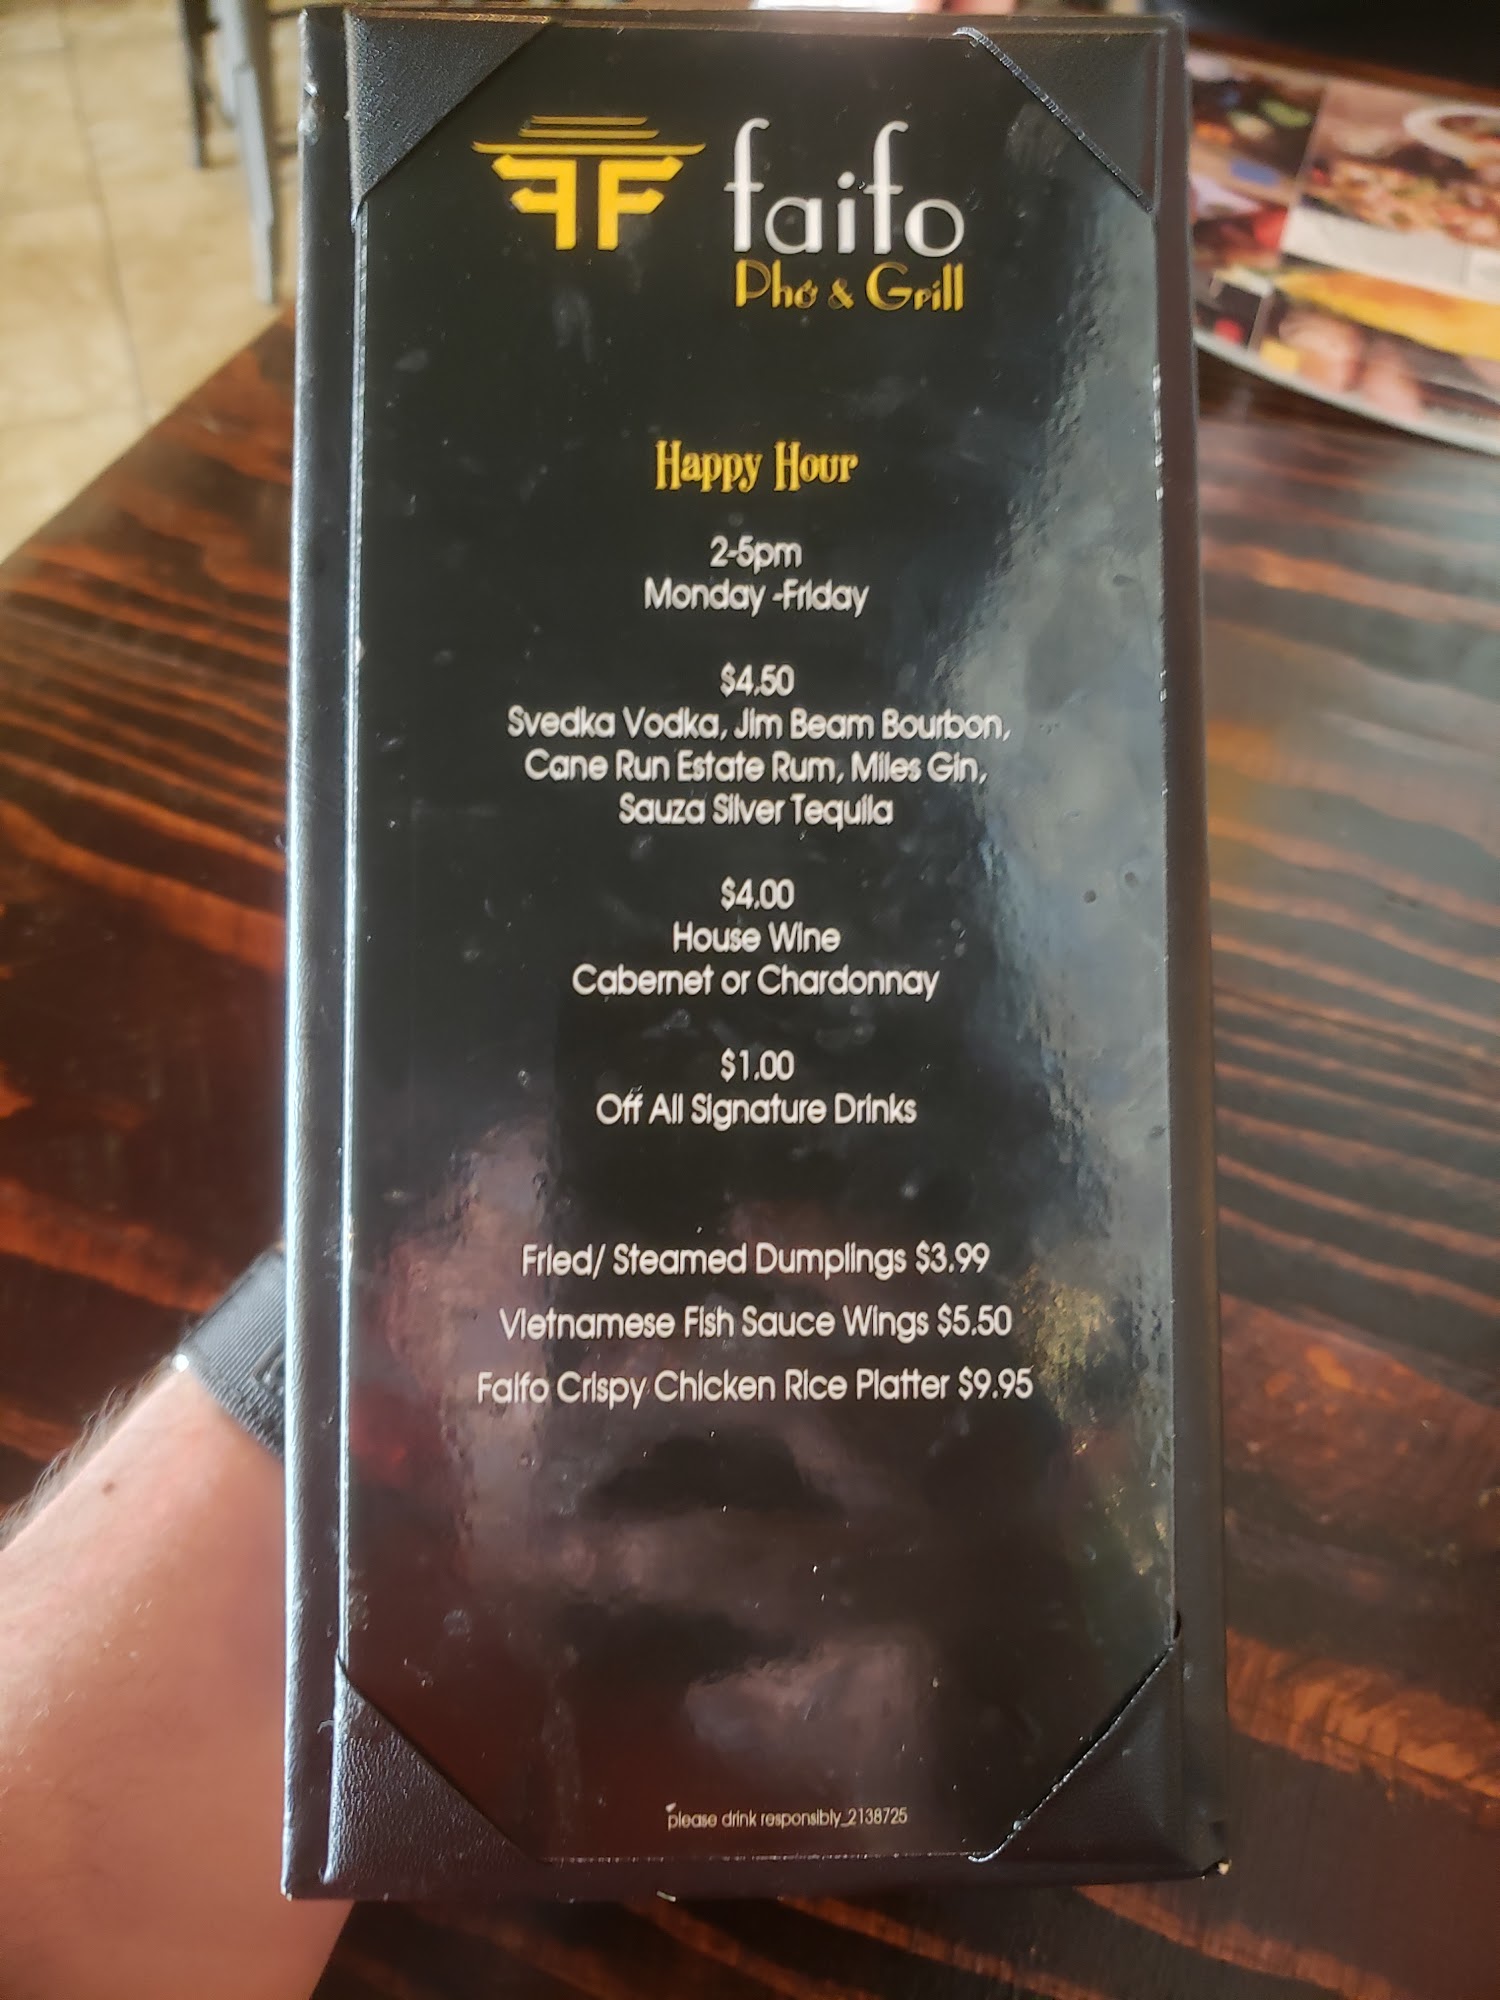 faifo
Phở & Grill
Happy Hour
2-5pm
Monday -Friday
$4.50
Svedka Vodka, Jim Beam Bourbon,
Cane Run Estate Rum, Miles Gin,
Sauza Silver Tequila
$4.00
House Wine
Cabernet or Chardonnay
$1.00
Off All Signature Drinks
Fried/ Steamed Dumplings $3.99
Vietnamese Fish Sauce Wings $5.50
Faifo Crispy Chicken Rice Platter $9.95
please drink responsibly_2138725